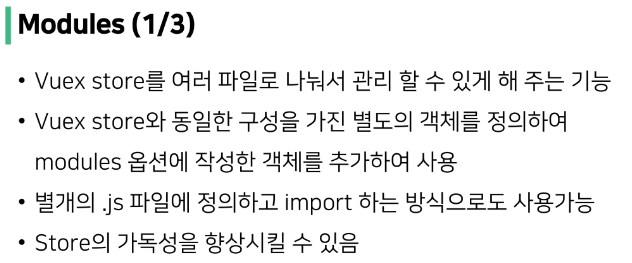 Modules (1/3)
• Vuex store를 여러 파일로 나눠서 관리 할 수 있게 해 주는 기능
• Vuex store와 동일한 구성을 가진 별도의 객체를 정의하여
modules 옵션에 작성한 객체를 추가하여 사용
• 별개의 .js 파일에 정의하고 import 하는 방식으로도 사용가능
• Store의 가독성을 향상시킬 수 있음